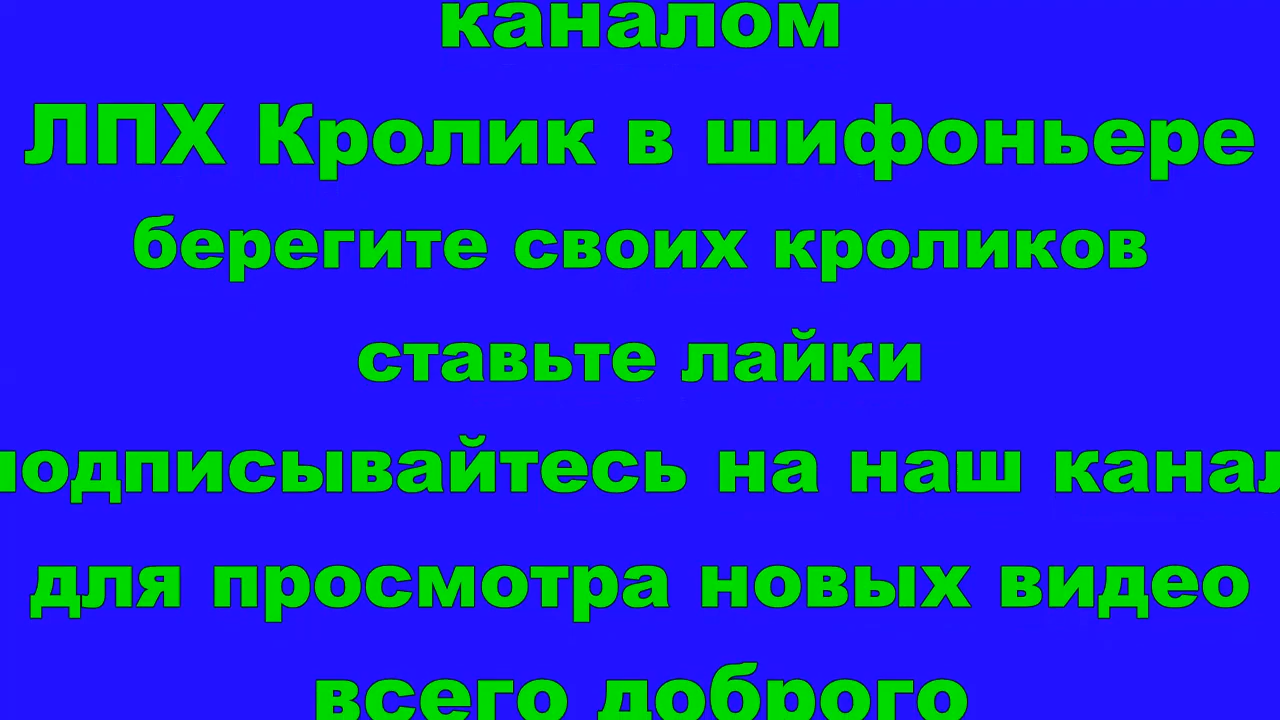 каналом
ЛПХ Кролик в шифоньере
берегите своих кроликов
ставьте лайки
подписывайтесь на наш канал
для просмотра новых видео
всего доброго